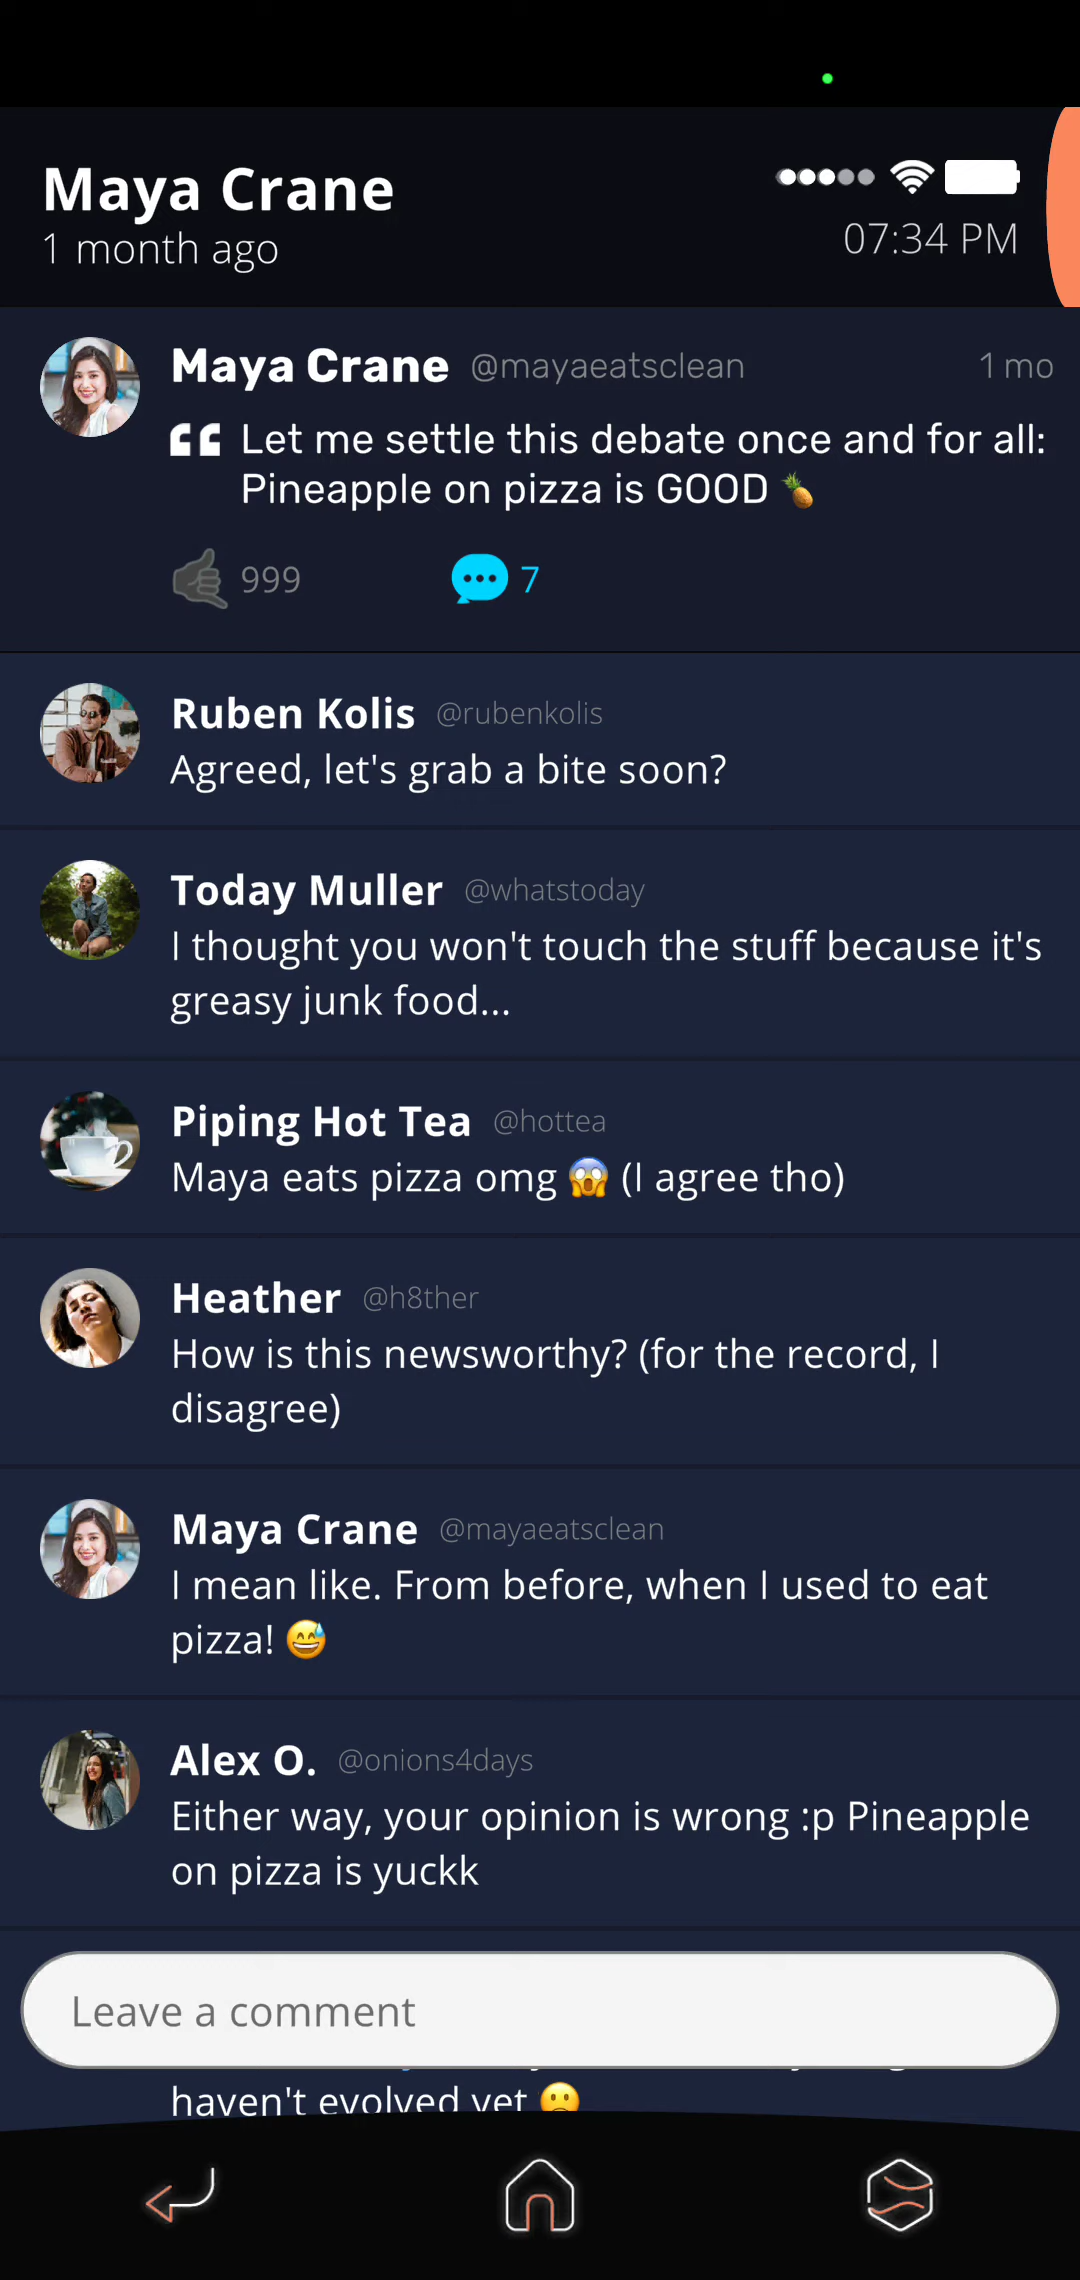 Maya Crane
1 month ago
07:34 PM
Maya Crane @mayaeatsclean 1 mo
Let me settle this debate once and for all:
Pineapple on pizza is GOOD 🍍
999 7
Ruben Kolis @rubenkolis
Agreed, let's grab a bite soon?
Today Muller @whatstoday
I thought you won't touch the stuff because it's
greasy junk food...
Piping Hot Tea @hottea
Maya eats pizza omg 😱 (I agree tho)
Heather @h8ther
How is this newsworthy? (for the record, I
disagree)
Maya Crane @mayaeatsclean
I mean like. From before, when I used to eat
pizza! 😅
Alex O. @onions4days
Either way, your opinion is wrong :p Pineapple
on pizza is yuckk
Leave a comment
haven't evolved yet 🙁